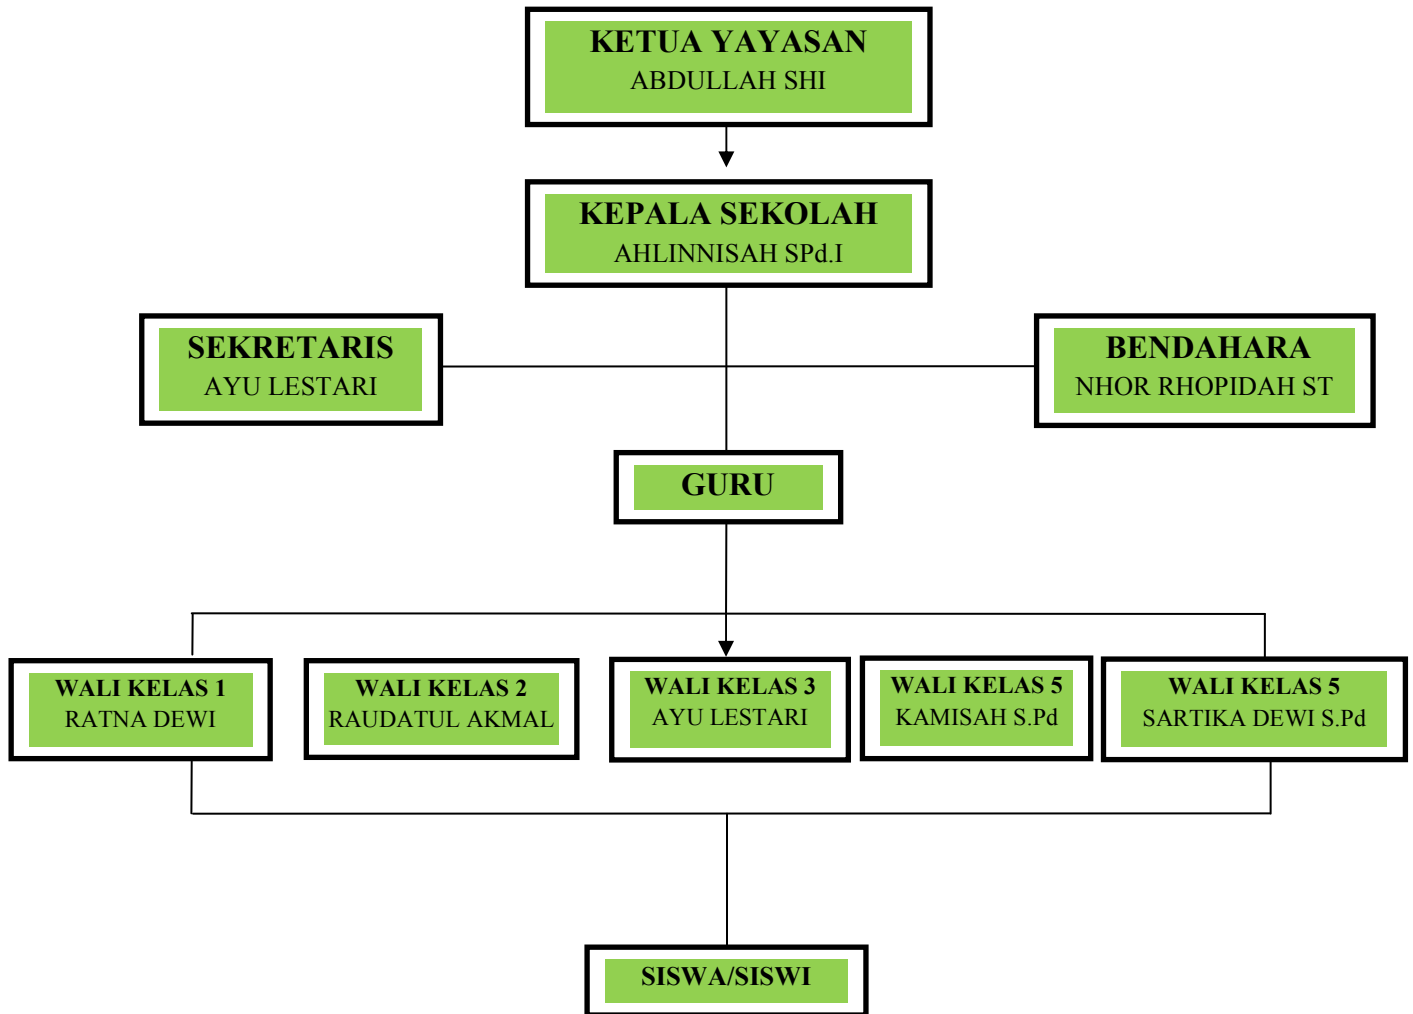 KETUA YAYASAN
ABDULLAH SHI
KEPALA SEKOLAH
AHLINNISAH SPd.I
SEKRETARIS
AYU LESTARI
BENDAHARA
NHOR RHOPIDAH ST
GURU
WALI KELAS 1
RATNA DEWI
WALI KELAS 2
RAUDATUL AKMAL
WALI KELAS 3
AYU LESTARI
WALI KELAS 5
KAMISAH S.Pd
WALI KELAS 5
SARTIKA DEWI S.Pd
SISWA/SISWI